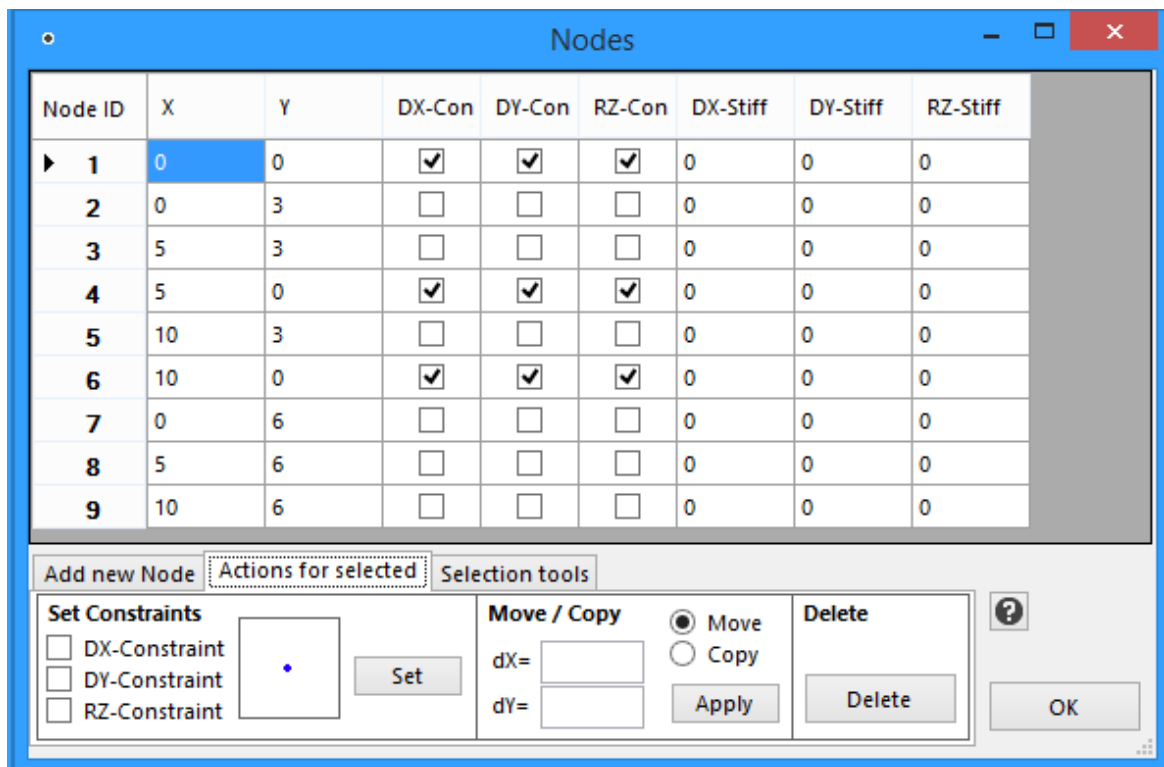 Nodes
Node ID X Y DX-Con DY-Con RZ-Con DX-Stiff DY-Stiff RZ-Stiff
1 0 0 0 0 0
2 0 3 0 0 0
3 5 3 0 0 0
4 5 0 0 0 0
5 10 3 0 0 0
6 10 0 0 0 0
7 0 6 0 0 0
8 5 6 0 0 0
9 10 6 0 0 0
Add new Node Actions for selected Selection tools
Set Constraints Move / Copy Move Delete
DX-Constraint dX= Copy
DY-Constraint Set
RZ-Constraint dY= Apply Delete OK